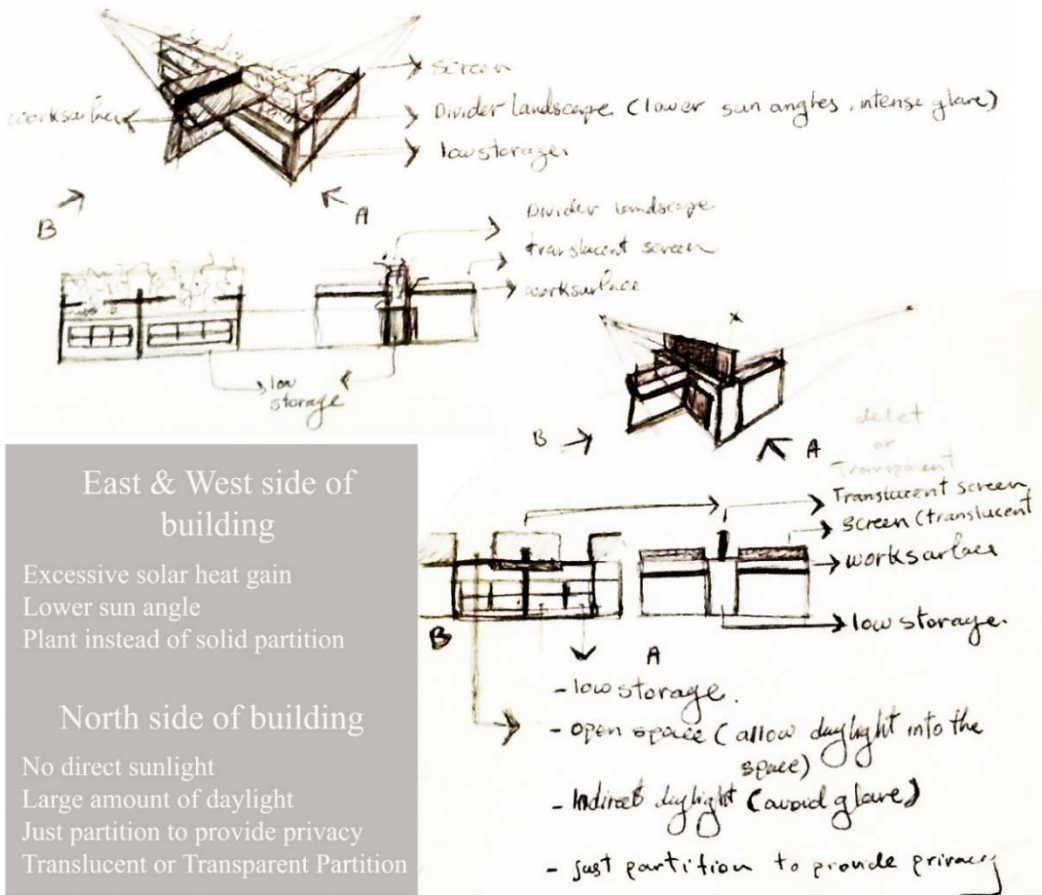 screen
worksurface
Divider landscape (lower sun angles, intense glare)
low storage
B
A
Divider landscape
translucent screen
worksurface
low
storage
B
A
delet
or
Transparent
Translucent screen
screen (translucent
worksurface
low storage.
B
A
- low storage.
- open space (allow daylight into the
space)
- Indirect daylight (avoid glare)
- just partition to provide privacy
East & West side of
building
Excessive solar heat gain
Lower sun angle
Plant instead of solid partition
North side of building
No direct sunlight
Large amount of daylight
Just partition to provide privacy
Translucent or Transparent Partition